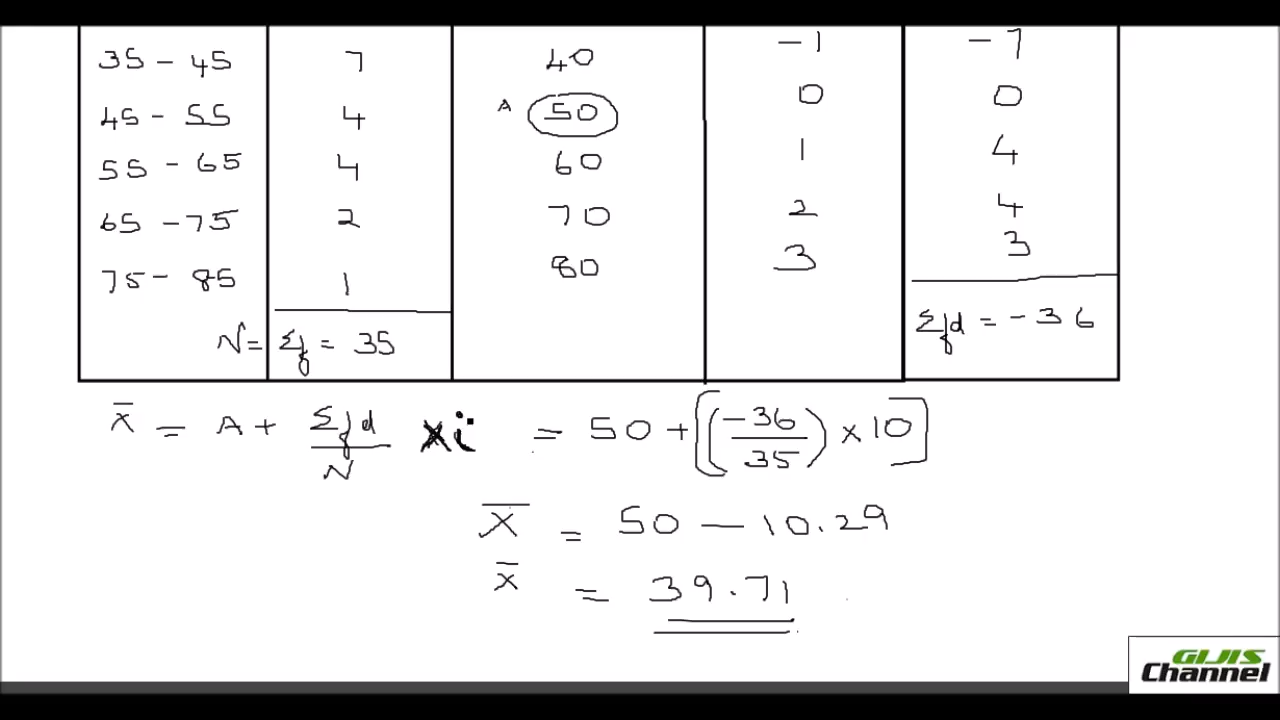 35 - 45 7 40 -1 -7
45 - 55 4 A 50 0 0
55 - 65 4 60 1 4
65 - 75 2 70 2 4
75 - 85 1 80 3 3
N = Σf = 35 Σfd = -36
x̄ = A + Σfd/N × i = 50 + [(-36/35) × 10]
X̄ = 50 - 10.29
x̄ = 39.71
GIJIS
Channel